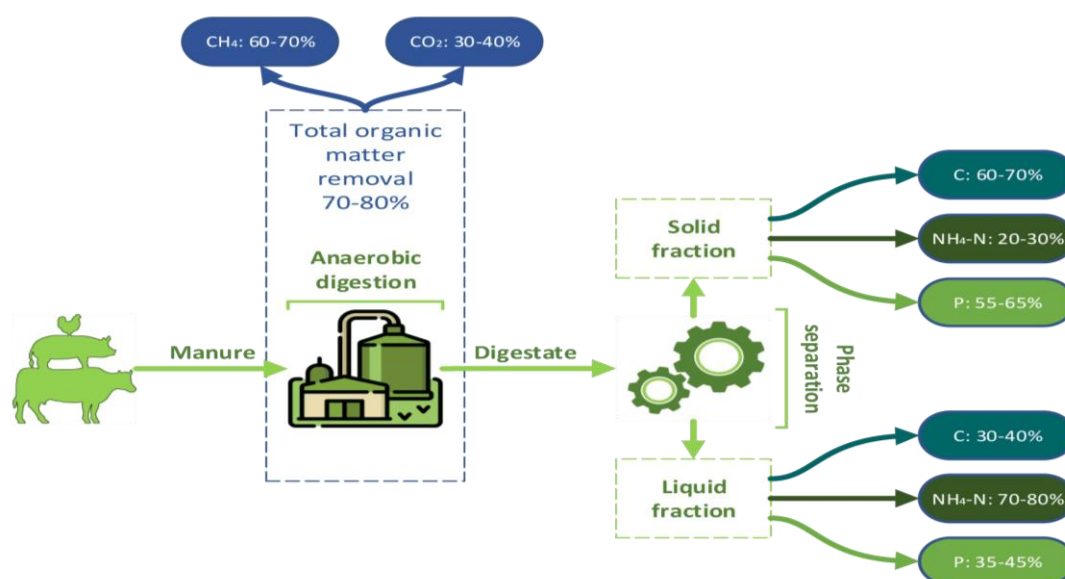 CH₄: 60-70%
CO₂: 30-40%
Total organic
matter
removal
70-80%
Anaerobic
digestion
Manure
Digestate
Phase
separation
Solid
fraction
C: 60-70%
NH₄-N: 20-30%
P: 55-65%
Liquid
fraction
C: 30-40%
NH₄-N: 70-80%
P: 35-45%